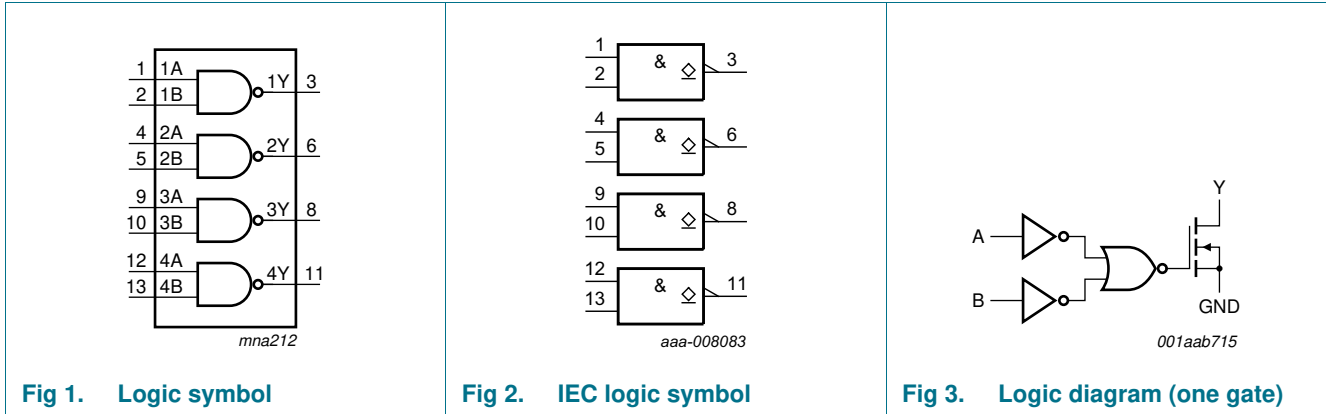 1 1A
2 1B
1Y 3
4 2A
5 2B
2Y 6
9 3A
10 3B
3Y 8
12 4A
13 4B
4Y 11
mna212
Fig 1. Logic symbol
1
2
&
3
4
5
&
6
9
10
&
8
12
13
&
11
aaa-008083
Fig 2. IEC logic symbol
Y
A
B
GND
001aab715
Fig 3. Logic diagram (one gate)